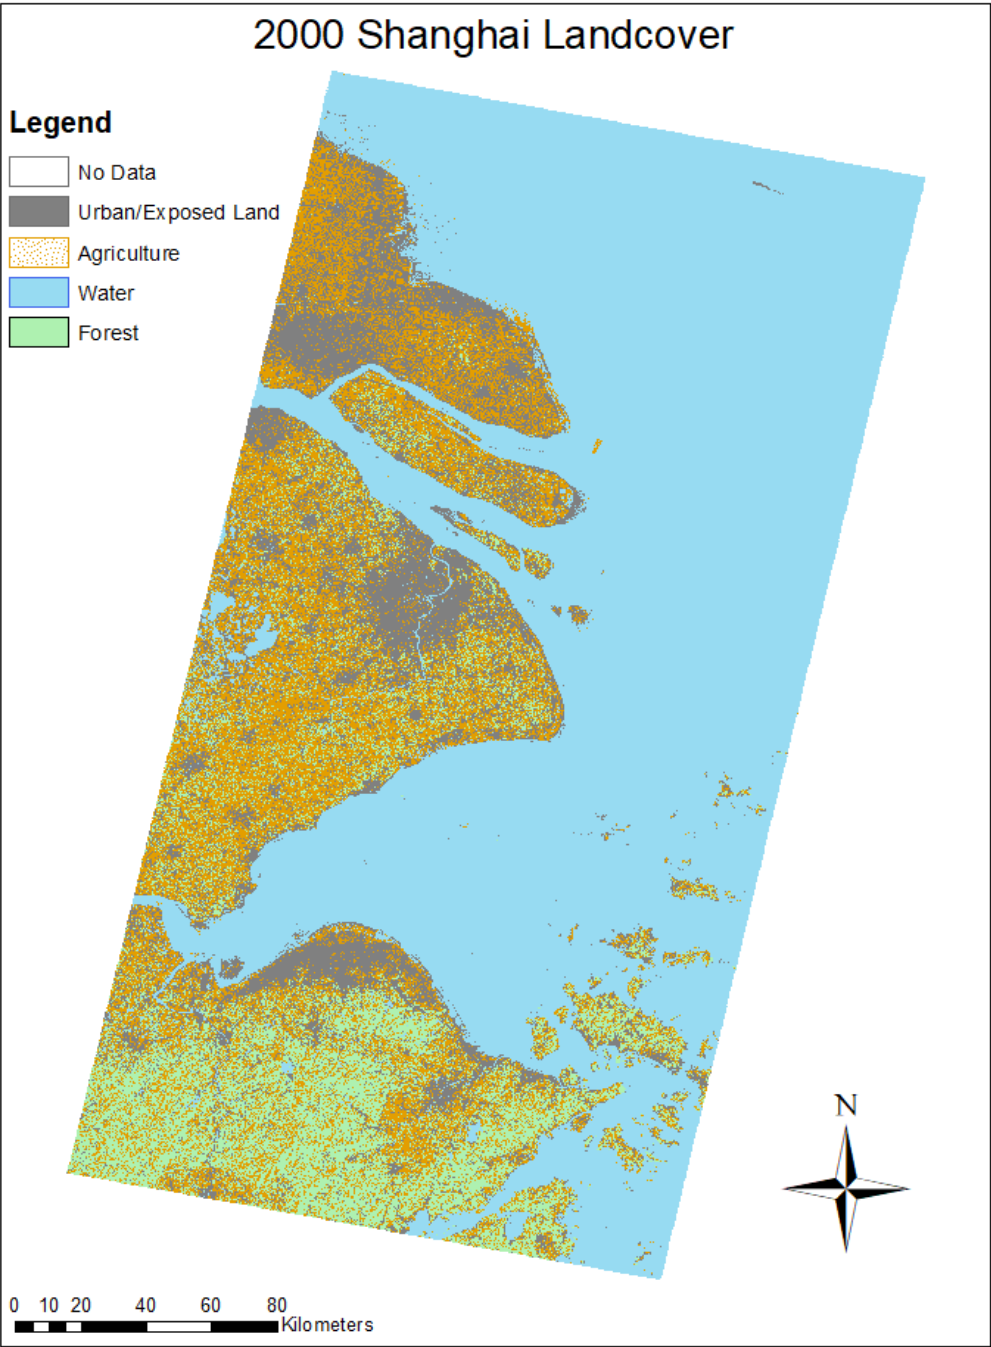 2000 Shanghai Landcover
Legend
No Data
Urban/Exposed Land
Agriculture
Water
Forest
N
0 10 20 40 60 80
Kilometers